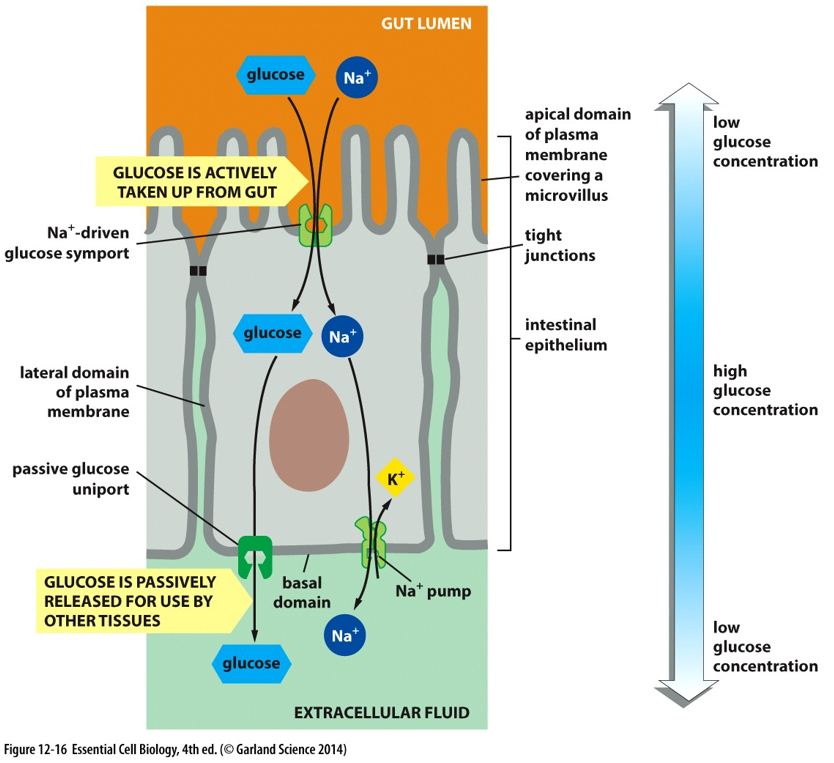 GUT LUMEN
glucose
Na+
GLUCOSE IS ACTIVELY
TAKEN UP FROM GUT
Na+-driven
glucose symport
apical domain
of plasma
membrane
covering a
microvillus
tight
junctions
low
glucose
concentration
glucose
Na+
intestinal
epithelium
lateral domain
of plasma
membrane
high
glucose
concentration
passive glucose
uniport
K+
GLUCOSE IS PASSIVELY
RELEASED FOR USE BY
OTHER TISSUES
basal
domain
Na+ pump
Na+
glucose
low
glucose
concentration
EXTRACELLULAR FLUID
Figure 12-16 Essential Cell Biology, 4th ed. (© Garland Science 2014)